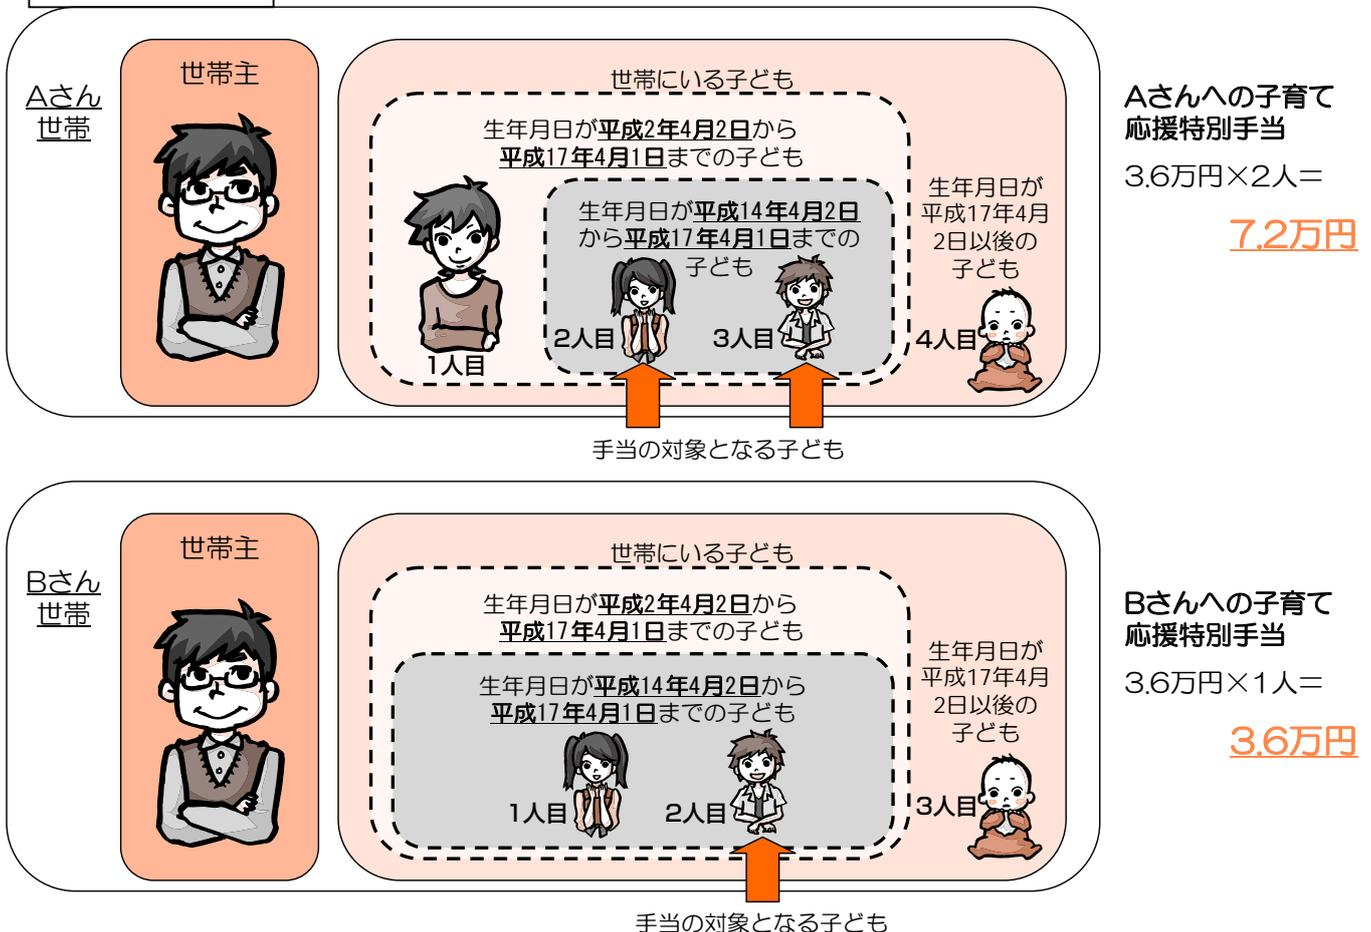 Aさん
世帯
世帯主
世帯にいる子ども
生年月日が平成2年4月2日から
平成17年4月1日までの子ども
1人目
生年月日が平成14年4月2日
から平成17年4月1日までの
子ども
2人目
3人目
生年月日が
平成17年4月
2日以後の
子ども
4人目
手当の対象となる子ども
Aさんへの子育て
応援特別手当
3.6万円×2人＝
7.2万円
Bさん
世帯
世帯主
世帯にいる子ども
生年月日が平成2年4月2日から
平成17年4月1日までの子ども
生年月日が平成14年4月2日から
平成17年4月1日までの子ども
1人目
2人目
生年月日が
平成17年4月
2日以後の
子ども
3人目
手当の対象となる子ども
Bさんへの子育て
応援特別手当
3.6万円×1人＝
3.6万円